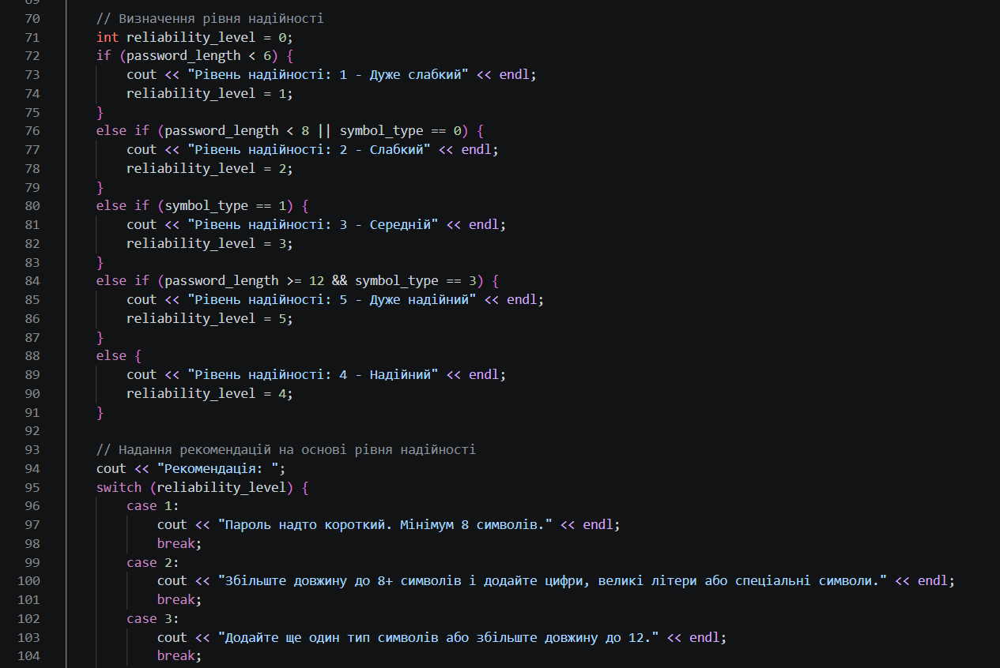 69
70 // Визначення рівня надійності
71 int reliability_level = 0;
72 if (password_length < 6) {
73 cout << "Рівень надійності: 1 - Дуже слабкий" << endl;
74 reliability_level = 1;
75 }
76 else if (password_length < 8 || symbol_type == 0) {
77 cout << "Рівень надійності: 2 - Слабкий" << endl;
78 reliability_level = 2;
79 }
80 else if (symbol_type == 1) {
81 cout << "Рівень надійності: 3 - Середній" << endl;
82 reliability_level = 3;
83 }
84 else if (password_length >= 12 && symbol_type == 3) {
85 cout << "Рівень надійності: 5 - Дуже надійний" << endl;
86 reliability_level = 5;
87 }
88 else {
89 cout << "Рівень надійності: 4 - Надійний" << endl;
90 reliability_level = 4;
91 }
92
93 // Надання рекомендацій на основі рівня надійності
94 cout << "Рекомендація: ";
95 switch (reliability_level) {
96 case 1:
97 cout << "Пароль надто короткий. Мінімум 8 символів." << endl;
98 break;
99 case 2:
100 cout << "Збільште довжину до 8+ символів і додайте цифри, великі літери або спеціальні символи." << endl;
101 break;
102 case 3:
103 cout << "Додайте ще один тип символів або збільште довжину до 12." << endl;
104 break;